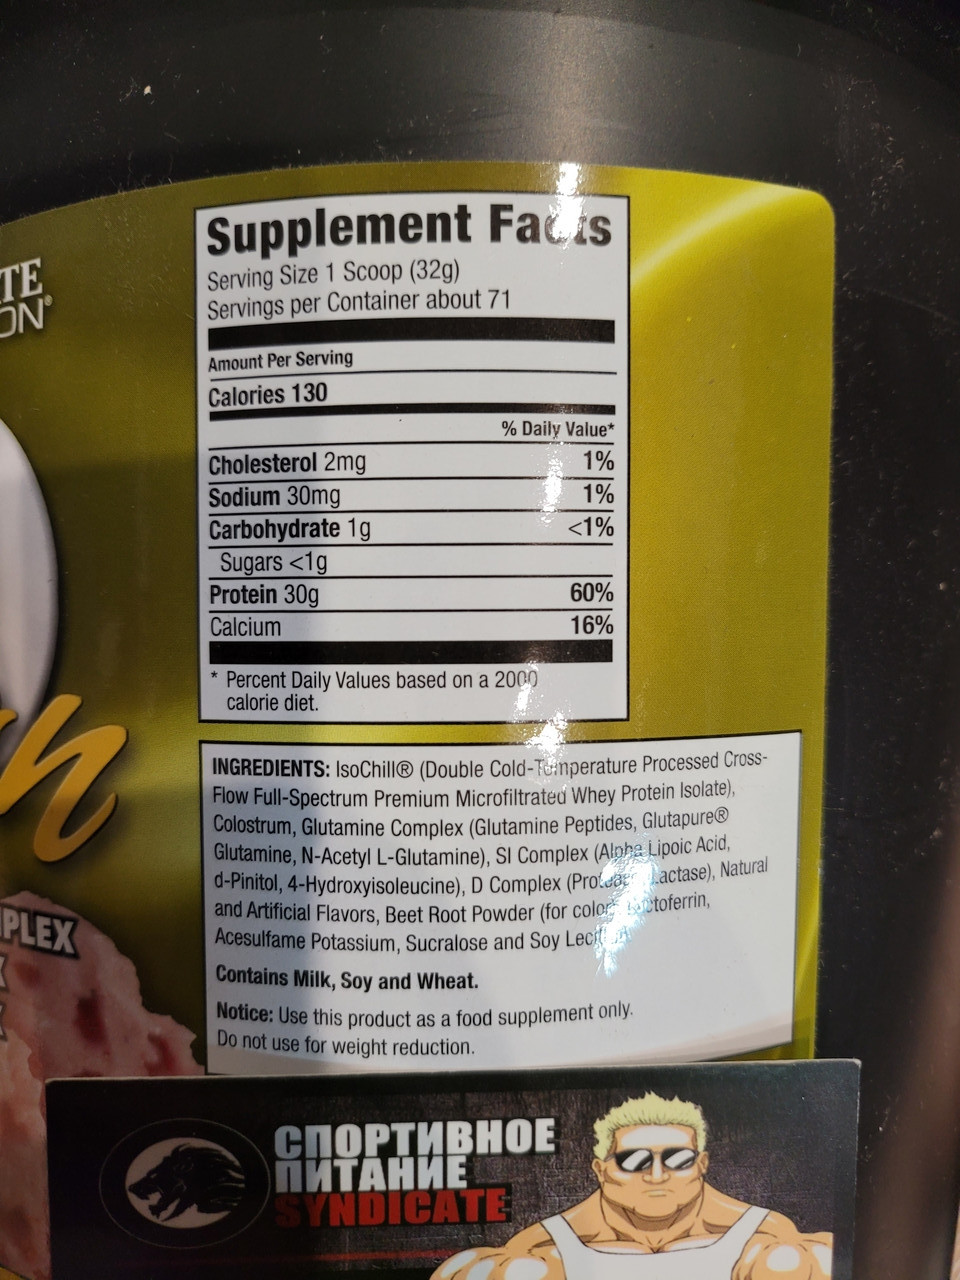 TE
ON®
Supplement Facts
Serving Size 1 Scoop (32g)
Servings per Container about 71
Amount Per Serving
Calories 130
% Daily Value*
Cholesterol 2mg 1%
Sodium 30mg 1%
Carbohydrate 1g <1%
Sugars <1g
Protein 30g 60%
Calcium 16%
* Percent Daily Values based on a 2000
calorie diet.
INGREDIENTS: IsoChill® (Double Cold-Temperature Processed Cross-
Flow Full-Spectrum Premium Microfiltrated Whey Protein Isolate),
Colostrum, Glutamine Complex (Glutamine Peptides, Glutapure®
Glutamine, N-Acetyl L-Glutamine), SI Complex (Alpha Lipoic Acid,
d-Pinitol, 4-Hydroxyisoleucine), D Complex (Protease, Lactase), Natural
and Artificial Flavors, Beet Root Powder (for color), Lactoferrin,
Acesulfame Potassium, Sucralose and Soy Lecithin.
Contains Milk, Soy and Wheat.
Notice: Use this product as a food supplement only.
Do not use for weight reduction.
h
PLEX
СПОРТИВНОЕ
ПИТАНИЕ
SYNDICATE